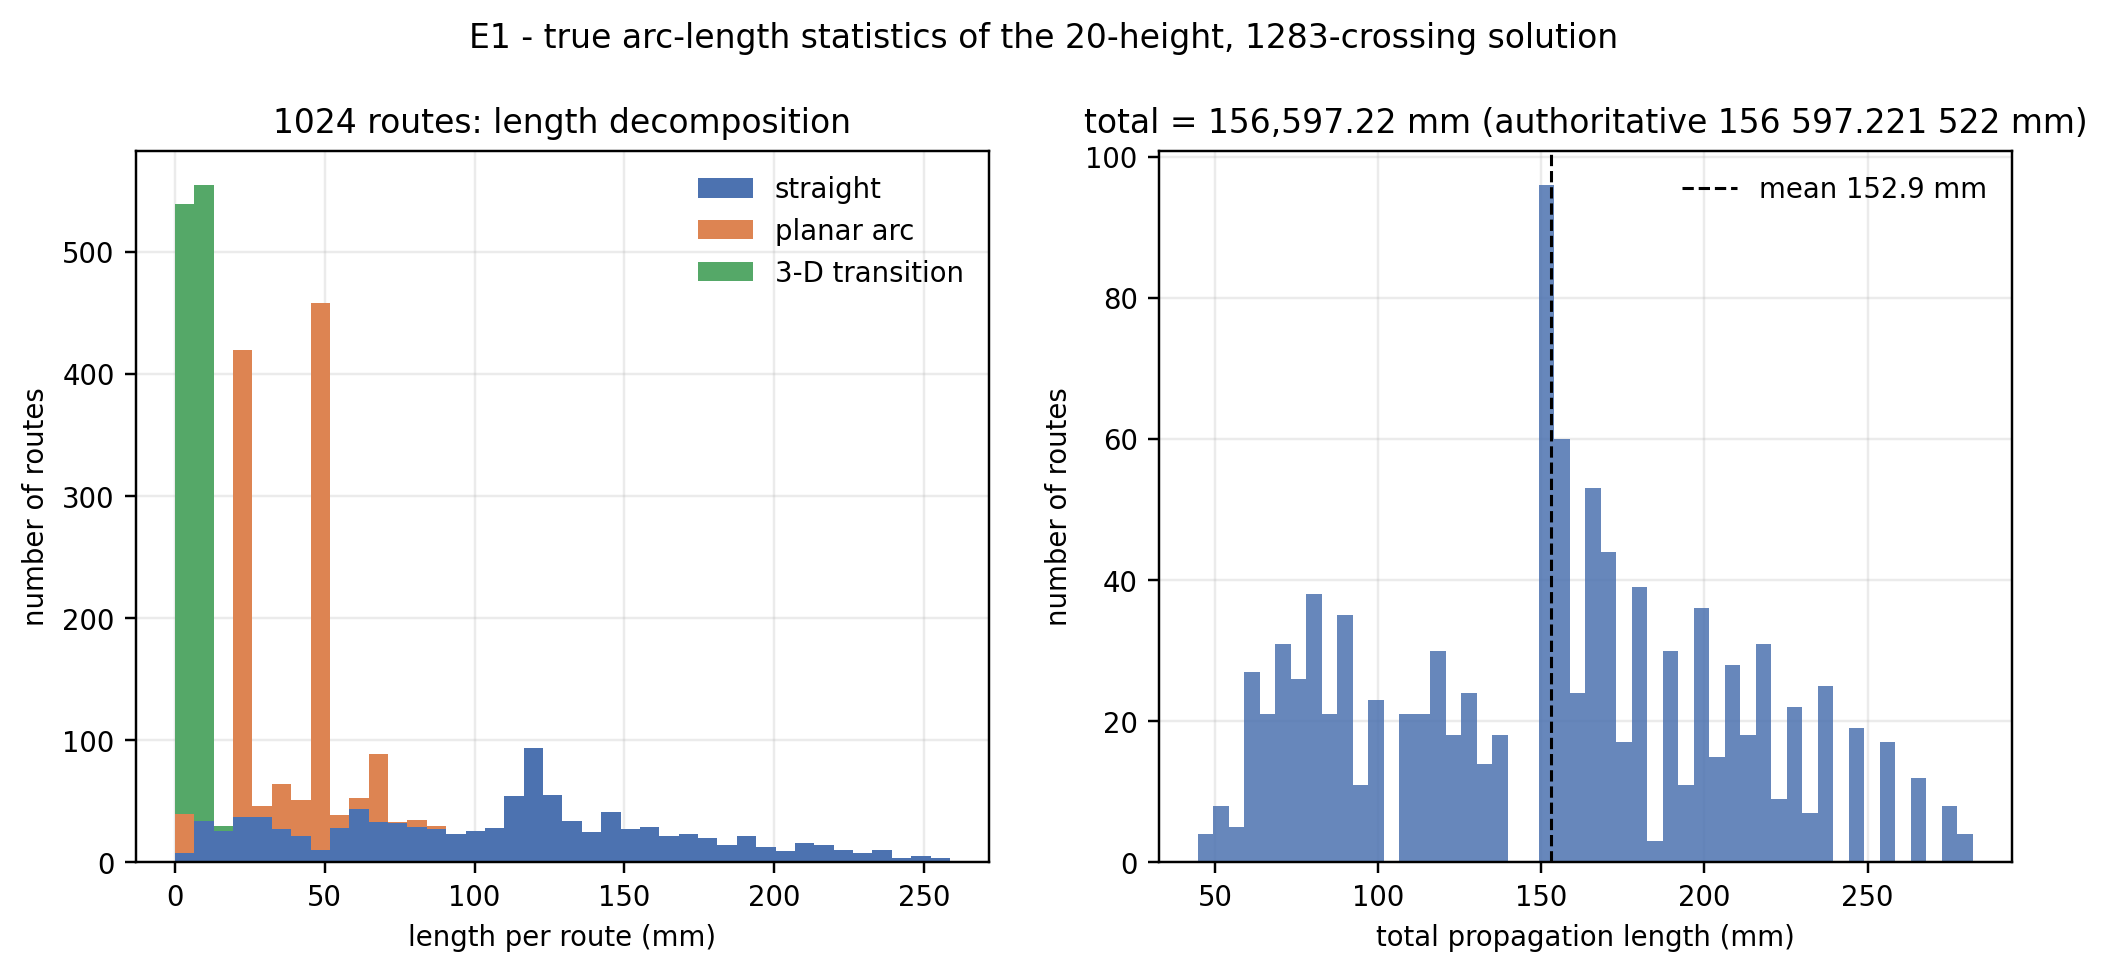 E1 - true arc-length statistics of the 20-height, 1283-crossing solution
1024 routes: length decomposition
straight
planar arc
3-D transition
number of routes
500
400
300
200
100
0
0 50 100 150 200 250
length per route (mm)
total = 156,597.22 mm (authoritative 156 597.221 522 mm)
mean 152.9 mm
number of routes
100
80
60
40
20
0
50 100 150 200 250
total propagation length (mm)